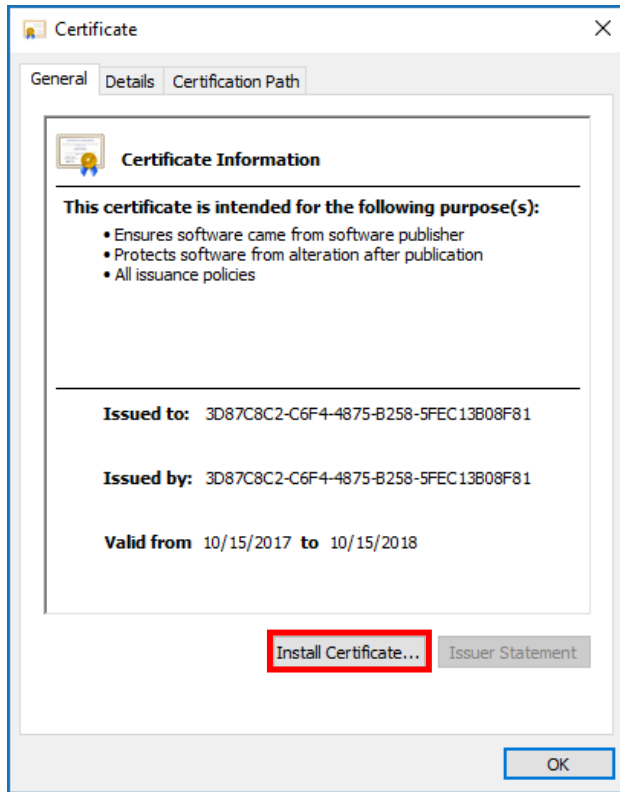 Certificate
General Details Certification Path
Certificate Information
This certificate is intended for the following purpose(s):
• Ensures software came from software publisher
• Protects software from alteration after publication
• All issuance policies
Issued to: 3D87C8C2-C6F4-4875-B258-5FEC13B08F81
Issued by: 3D87C8C2-C6F4-4875-B258-5FEC13B08F81
Valid from 10/15/2017 to 10/15/2018
Install Certificate... Issuer Statement
OK